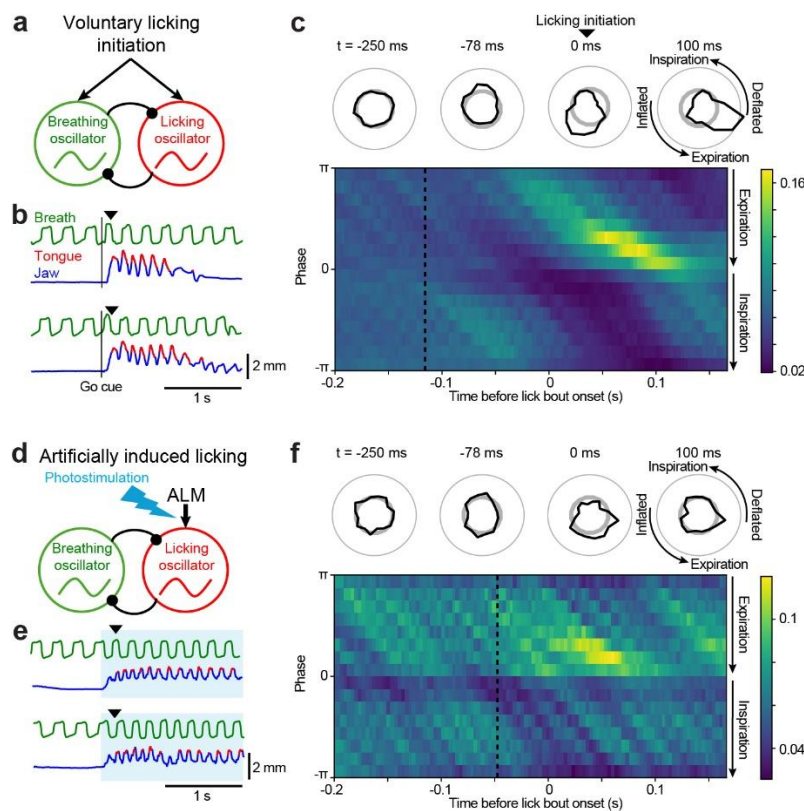 a
Voluntary licking
initiation
Breathing
oscillator
Licking
oscillator
b
Breath
Tongue
Jaw
Go cue
2 mm
1 s
c
Licking initiation
t = -250 ms
-78 ms
0 ms
100 ms
Inspiration
Inflated
Deflated
Expiration
π
0
-π
Phase
-0.2
-0.1
0
0.1
Time before lick bout onset (s)
Expiration
Inspiration
0.16
0.02
d
Artificially induced licking
Photostimulation
ALM
Breathing
oscillator
Licking
oscillator
e
2 mm
1 s
f
t = -250 ms
-78 ms
0 ms
100 ms
Inspiration
Inflated
Deflated
Expiration
π
0
-π
Phase
-0.2
-0.1
0
0.1
Time before lick bout onset (s)
Expiration
Inspiration
0.1
0.04